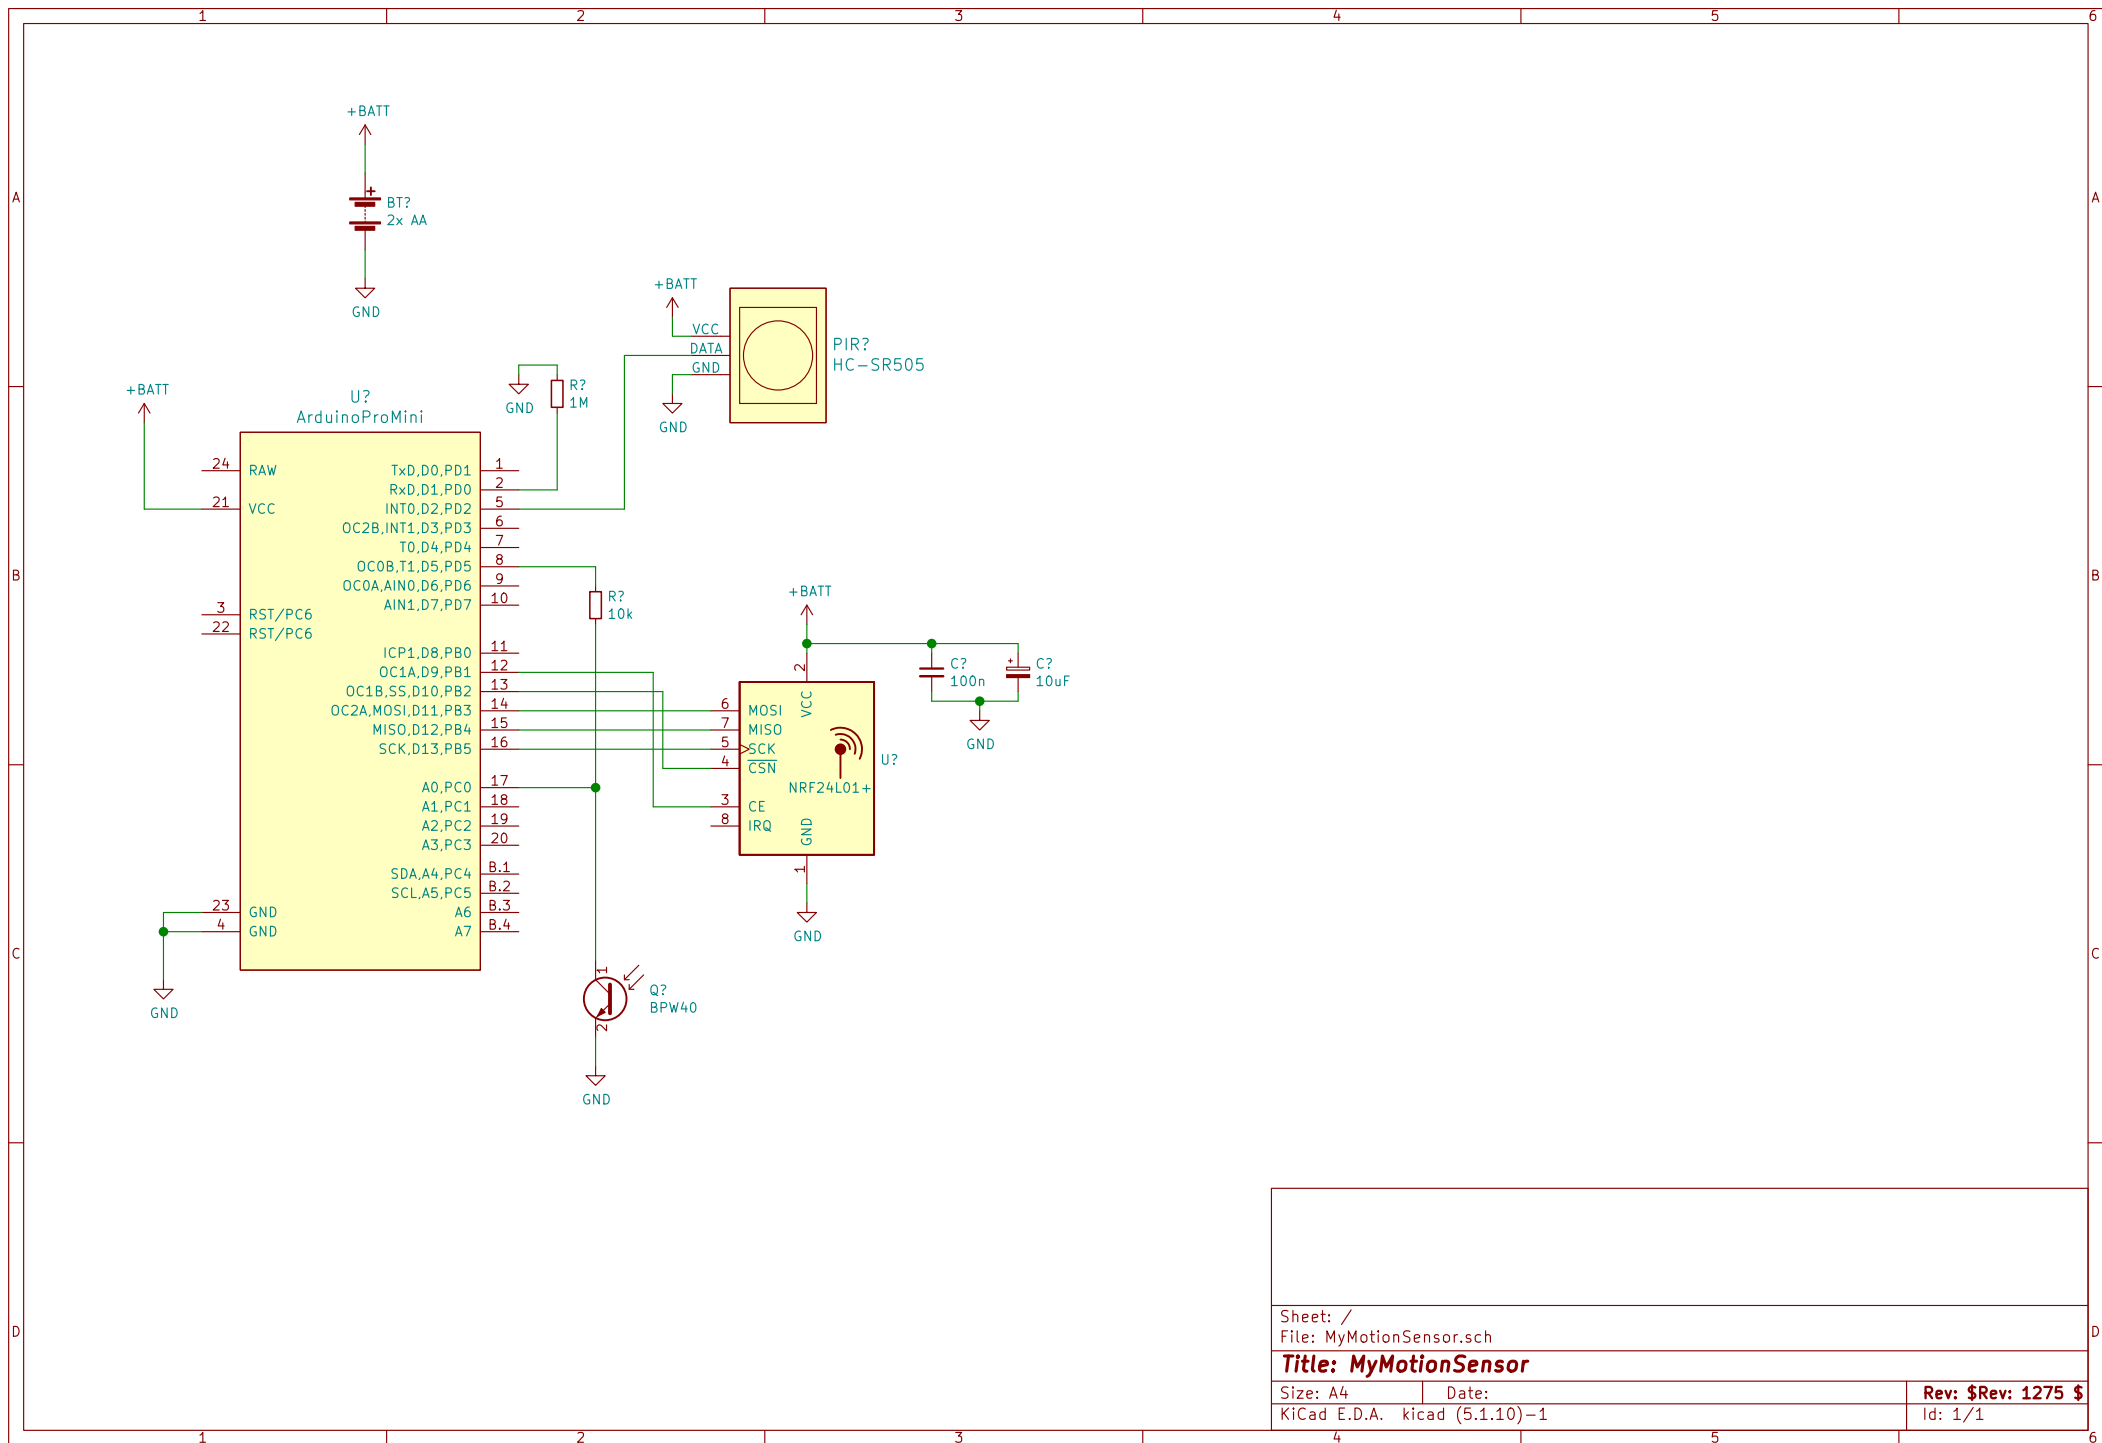 1 2 3 4 5 6
A
A
+BATT
BT?
2x AA
GND
+BATT
VCC
DATA
GND
PIR?
HC-SR505
GND
R?
1M
GND
+BATT
U?
ArduinoProMini
24 RAW
21 VCC
3 RST/PC6
22 RST/PC6
23 GND
4 GND
GND
TxD,D0,PD1 1
RxD,D1,PD0 2
INT0,D2,PD2 5
OC2B,INT1,D3,PD3 6
T0,D4,PD4 7
OC0B,T1,D5,PD5 8
OC0A,AIN0,D6,PD6 9
AIN1,D7,PD7 10
ICP1,D8,PB0 11
OC1A,D9,PB1 12
OC1B,SS,D10,PB2 13
OC2A,MOSI,D11,PB3 14
MISO,D12,PB4 15
SCK,D13,PB5 16
A0,PC0 17
A1,PC1 18
A2,PC2 19
A3,PC3 20
SDA,A4,PC4 B.1
SCL,A5,PC5 B.2
A6 B.3
A7 B.4
B
B
R?
10k
+BATT
2
VCC
6 MOSI
7 MISO
5 SCK
4 CSN
3 CE
8 IRQ
NRF24L01+
U?
GND
1
GND
C?
100n
C?
10uF
GND
C
C
1
Q?
BPW40
2
GND
D
D
Sheet: /
File: MyMotionSensor.sch
Title: MyMotionSensor
Size: A4 Date: Rev: $Rev: 1275 $
KiCad E.D.A. kicad (5.1.10)-1 Id: 1/1
1 2 3 4 5 6